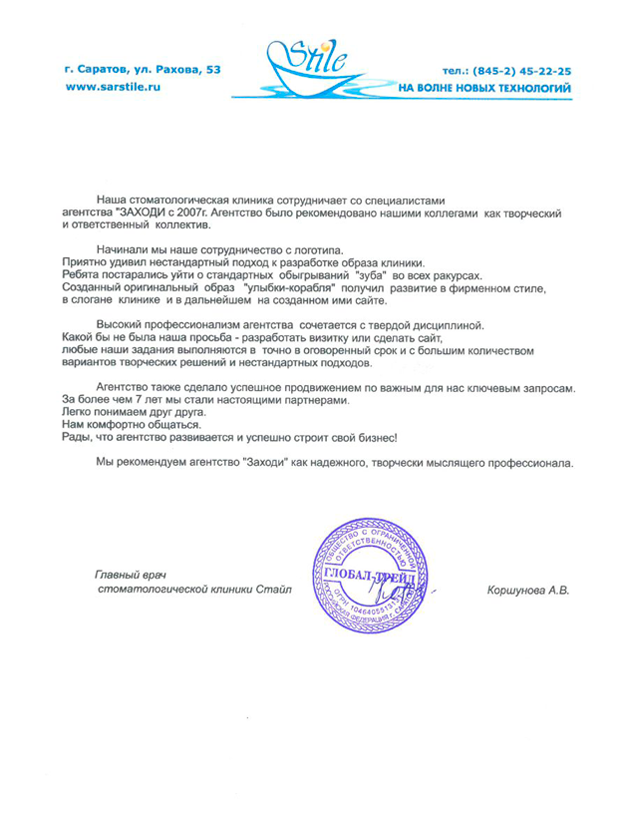 г. Саратов, ул. Рахова, 53
www.sarstile.ru
Stile
тел.: (845-2) 45-22-25
НА ВОЛНЕ НОВЫХ ТЕХНОЛОГИЙ
Наша стоматологическая клиника сотрудничает со специалистами
агентства "ЗАХОДИ с 2007г. Агентство было рекомендовано нашими коллегами как творческий
и ответственный коллектив.
Начинали мы наше сотрудничество с логотипа.
Приятно удивил нестандартный подход к разработке образа клиники.
Ребята постарались уйти о стандартных обыгрываний "зуба" во всех ракурсах.
Созданный оригинальный образ "улыбки-корабля" получил развитие в фирменном стиле,
в слогане клинике и в дальнейшем на созданном ими сайте.
Высокий профессионализм агентства сочетается с твердой дисциплиной.
Какой бы не была наша просьба - разработать визитку или сделать сайт,
любые наши задания выполняются в точно в оговоренный срок и с большим количеством
вариантов творческих решений и нестандартных подходов.
Агентство также сделало успешное продвижением по важным для нас ключевым запросам.
За более чем 7 лет мы стали настоящими партнерами.
Легко понимаем друг друга.
Нам комфортно общаться.
Рады, что агентство развивается и успешно строит свой бизнес!
Мы рекомендуем агентство "Заходи" как надежного, творчески мыслящего профессионала.
Главный врач
стоматологической клиники Стайл
Коршунова А.В.
ОБЩЕСТВО С ОГРАНИЧЕННОЙ
ОТВЕТСТВЕННОСТЬЮ
ГЛОБАЛ-ТРЕЙД
ОГРН
РОССИЙСКАЯ ФЕДЕРАЦИЯ г. САРАТОВ